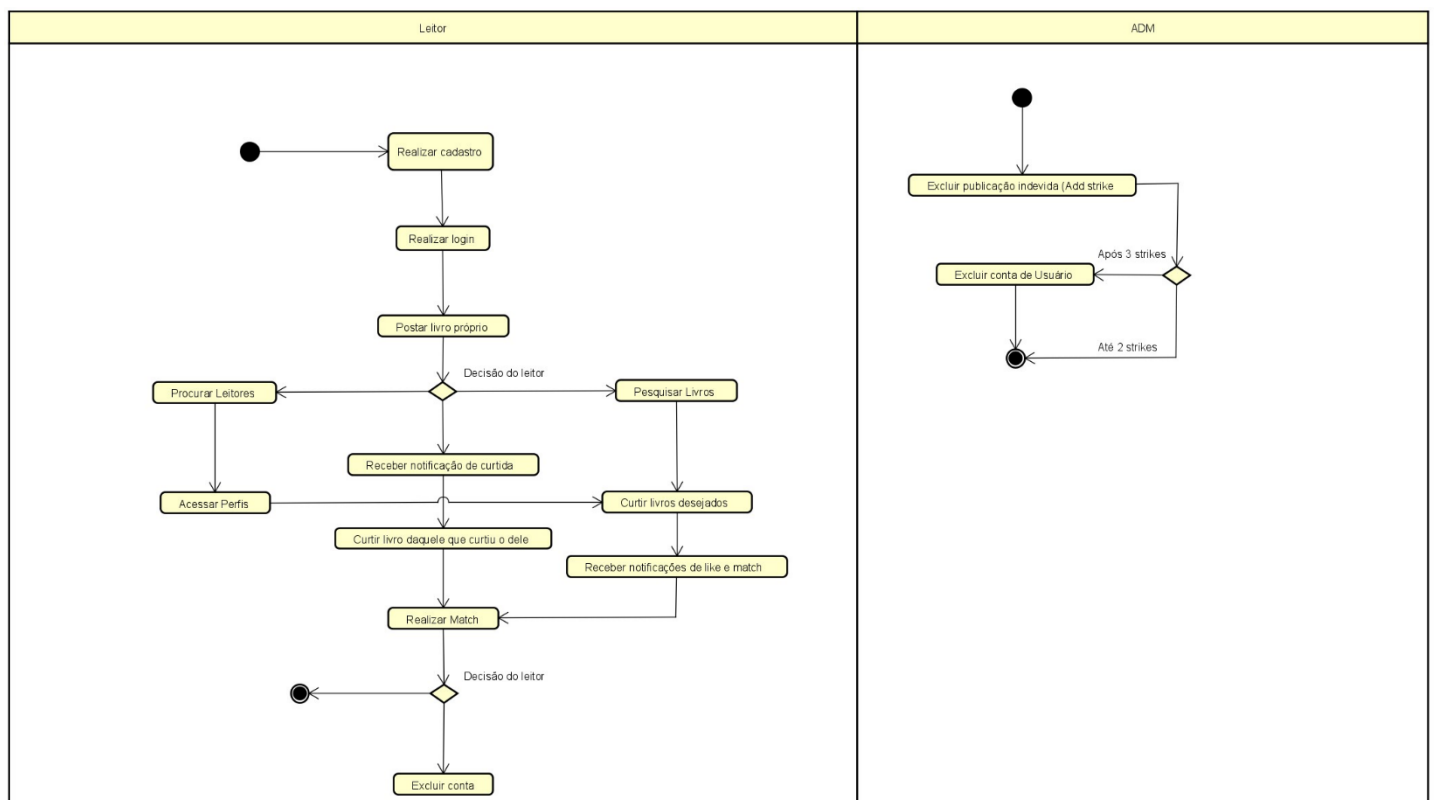 Leitor
ADM
Realizar cadastro
Realizar login
Postar livro próprio
Decisão do leitor
Procurar Leitores
Pesquisar Livros
Receber notificação de curtida
Acessar Perfis
Curtir livros desejados
Curtir livro daquele que curtiu o dele
Receber notificações de like e match
Realizar Match
Decisão do leitor
Excluir conta
Excluir publicação indevida (Add strike
Após 3 strikes
Excluir conta de Usuário
Até 2 strikes